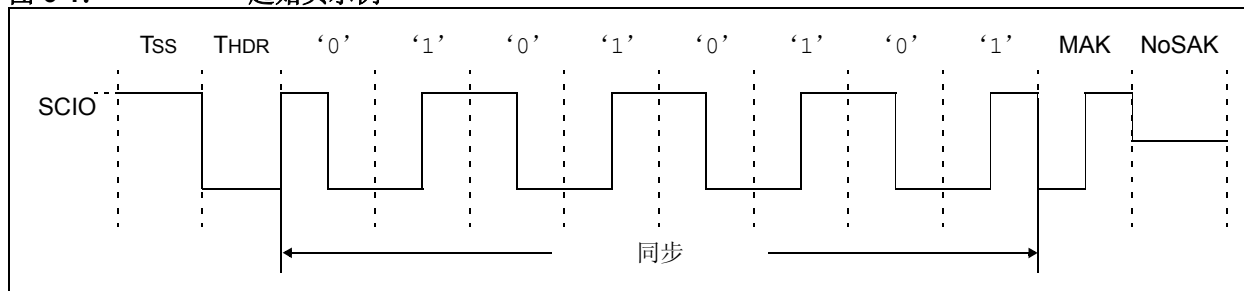 Tss THDR ‘0’ ‘1’ ‘0’ ‘1’ ‘0’ ‘1’ ‘0’ ‘1’ MAK NoSAK
SCIO
同步